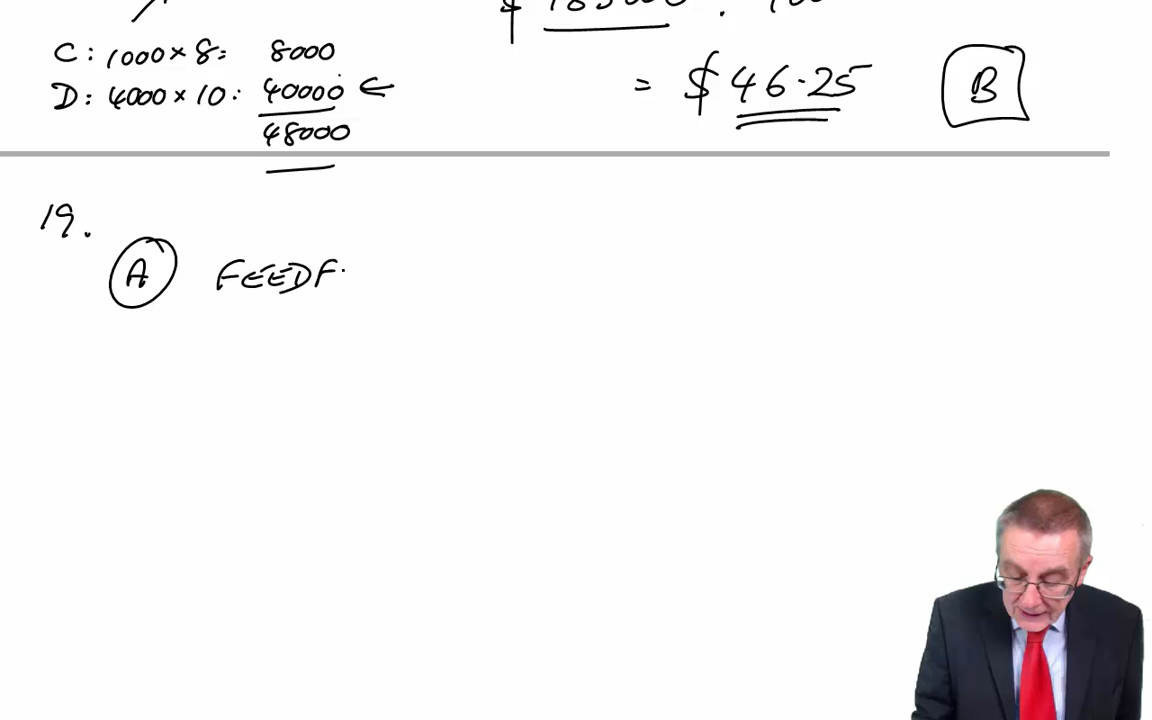 C: 1000 × 8 = 8000
D: 4000 × 10: 40000 ←
48000
= $46.25
B
19.
A FEEDF